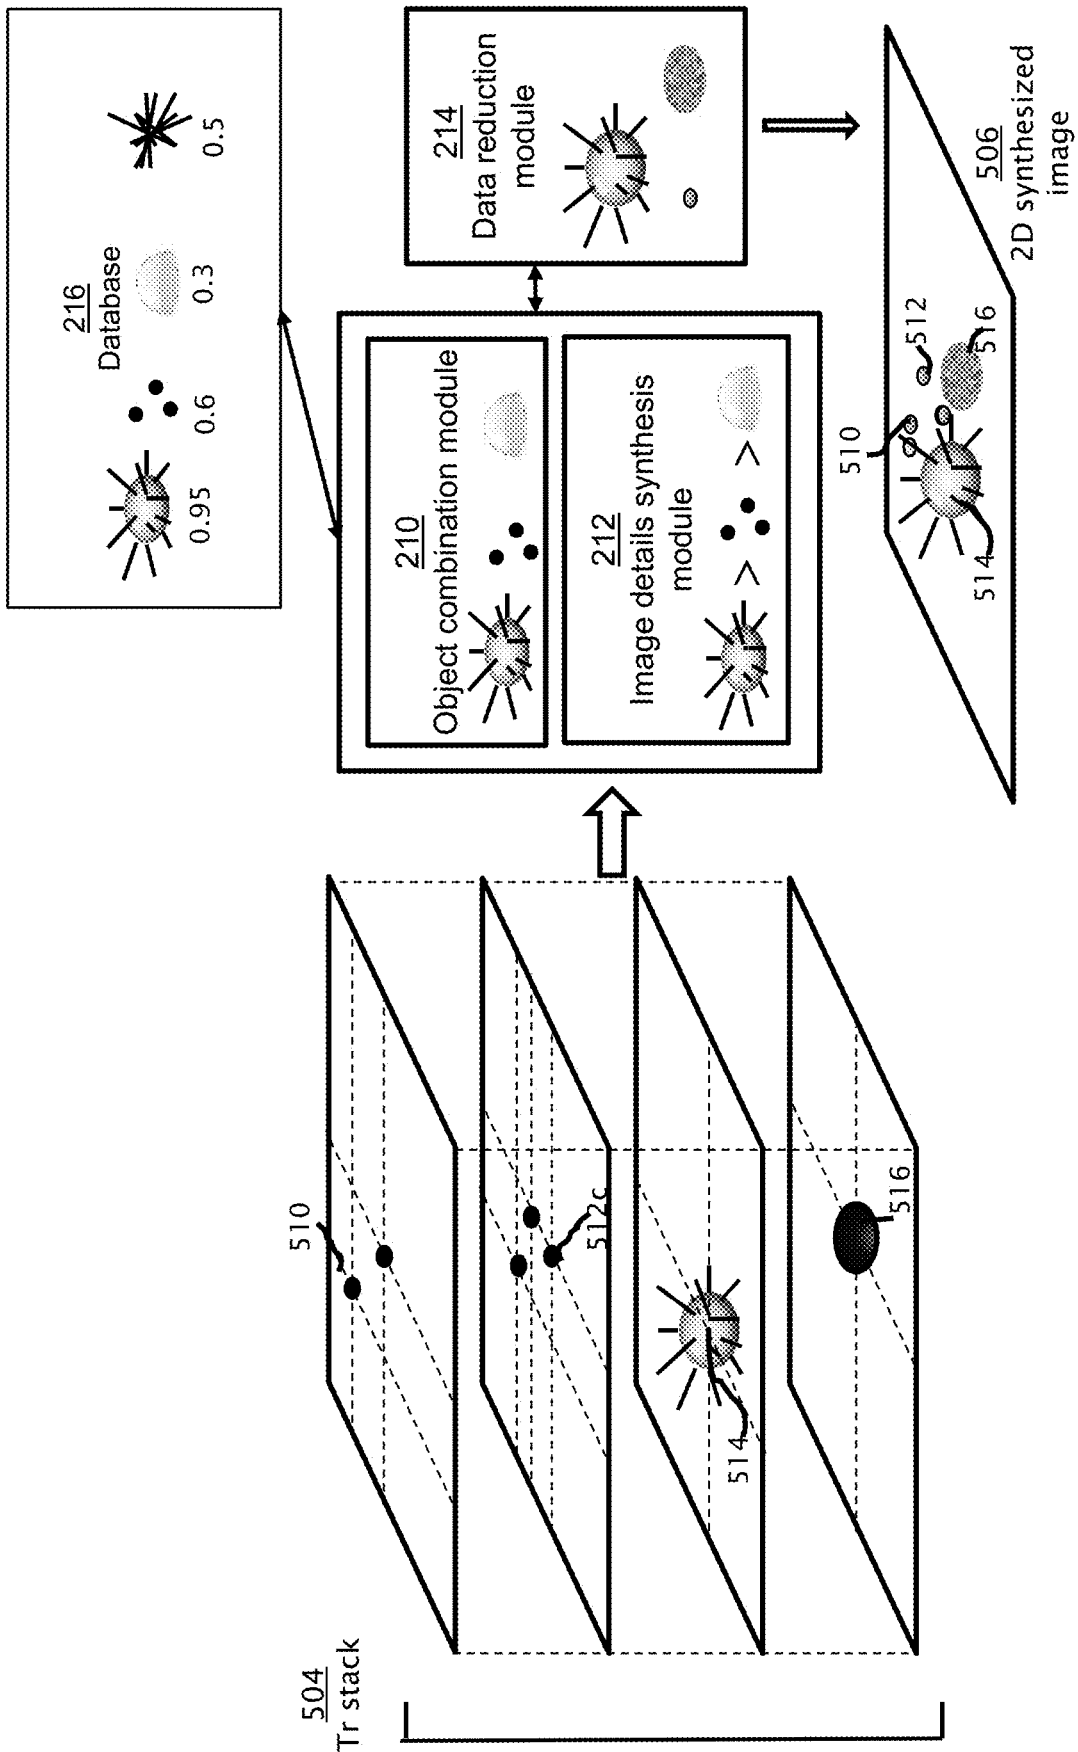 504
Tr stack
510
512c
514
516
216
Database
0.95
0.6
0.3
0.5
210
Object combination module
>
>
212
Image details synthesis
module
214
Data reduction
module
510
512
514
516
506
2D synthesized
image